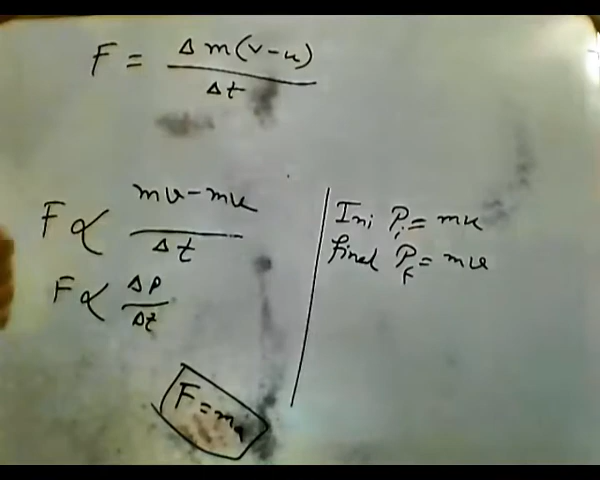 F = Δm(v-u)/Δt
F ∝ mv-mu/Δt
F ∝ ΔP/Δt
F=ma
Ini Pi = mu
final Pf = mv